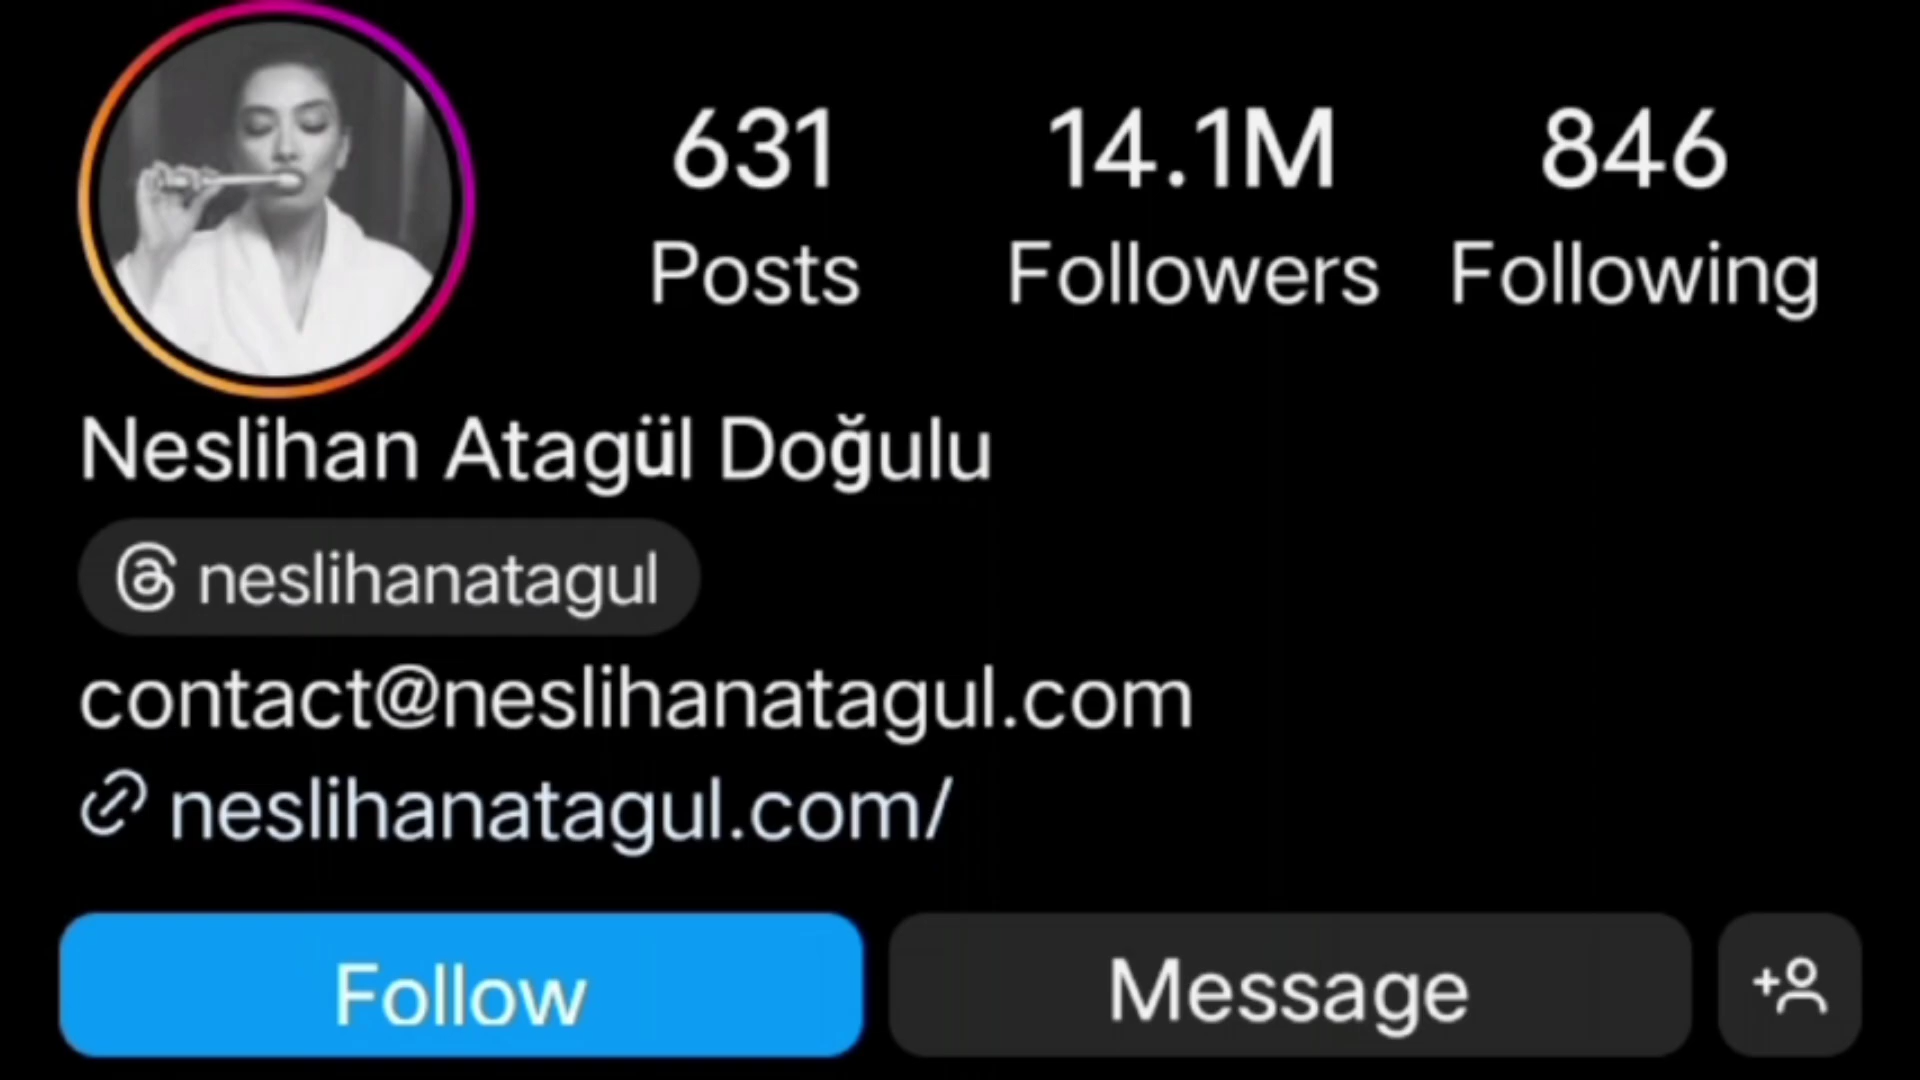 631 14.1M 846
Posts Followers Following
Neslihan Atagül Doğulu
neslihanatagul
contact@neslihanatagul.com
neslihanatagul.com/
Follow Message